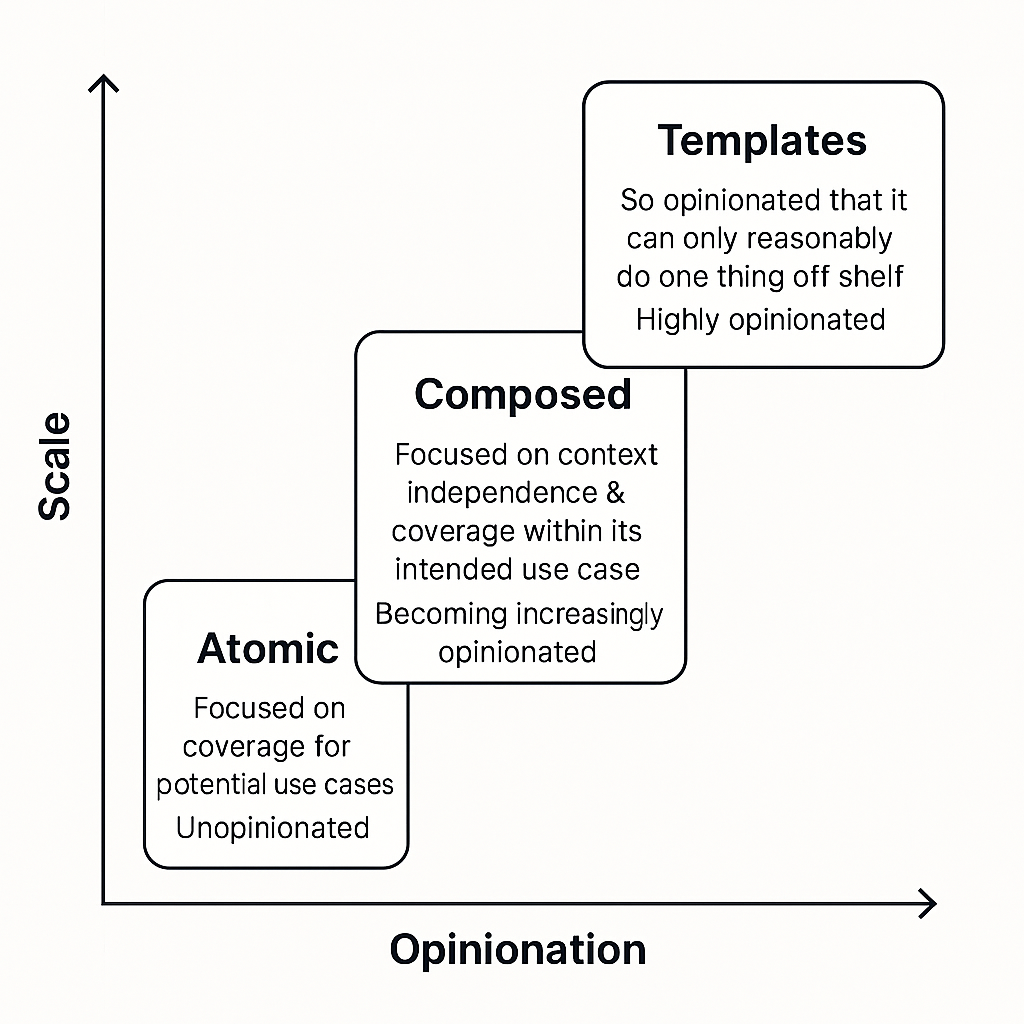 Templates
So opinionated that it
can only reasonably
do one thing off shelf
Highly opinionated
Composed
Focused on context
independence &
coverage within its
intended use case
Becoming increasingly
opinionated
Scale
Atomic
Focused on
coverage for
potential use cases
Unopinionated
Opinionation